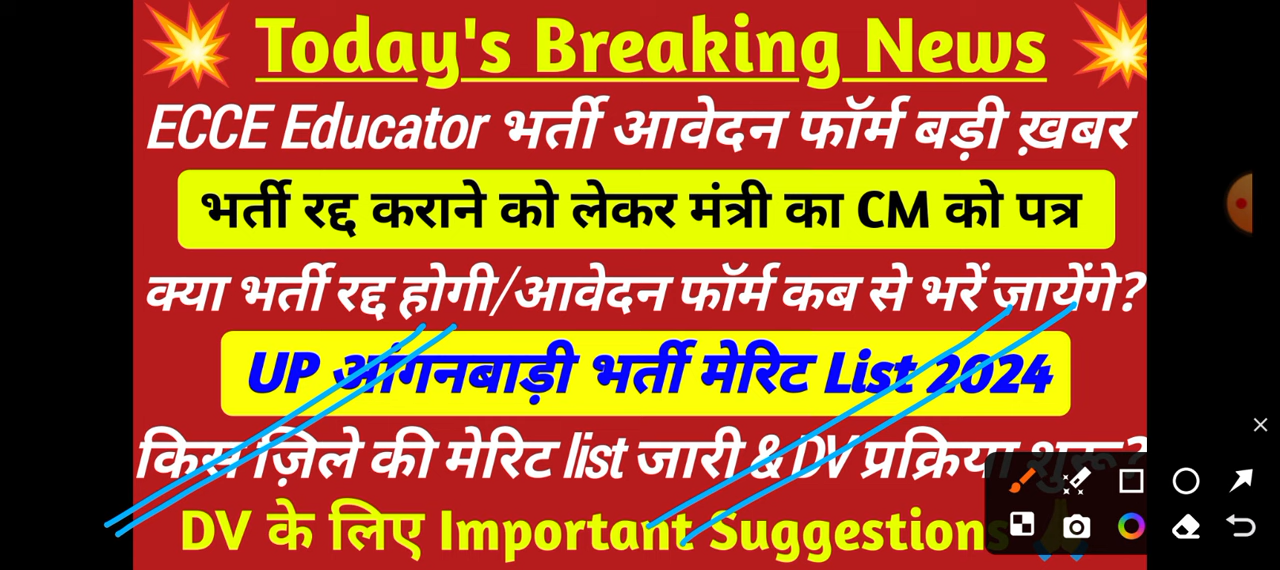 Today's Breaking News
ECCE Educator भर्ती आवेदन फॉर्म बड़ी ख़बर
भर्ती रद्द कराने को लेकर मंत्री का CM को पत्र
क्या भर्ती रद्द होगी/आवेदन फॉर्म कब से भरें जायेंगे?
UP आंगनबाड़ी भर्ती मेरिट List 2024
किस ज़िले की मेरिट list जारी & DV प्रक्रिया शुरू?
DV के लिए Important Suggestions